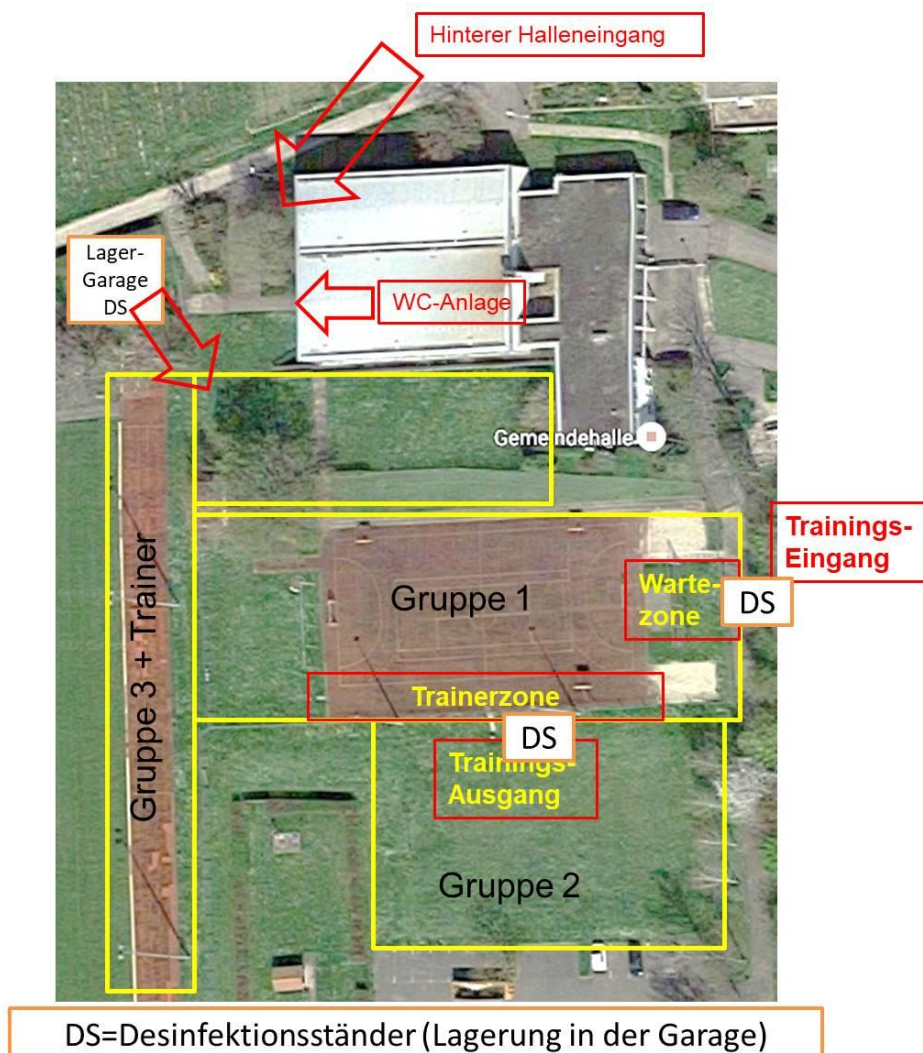 Hinterer Halleneingang
Lager-
Garage
DS
WC-Anlage
Gemeindehalle
Trainings-
Eingang
Warte-
zone
DS
Gruppe 1
Gruppe 3 + Trainer
Trainerzone
DS
Trainings-
Ausgang
Gruppe 2
DS=Desinfektionsständer (Lagerung in der Garage)